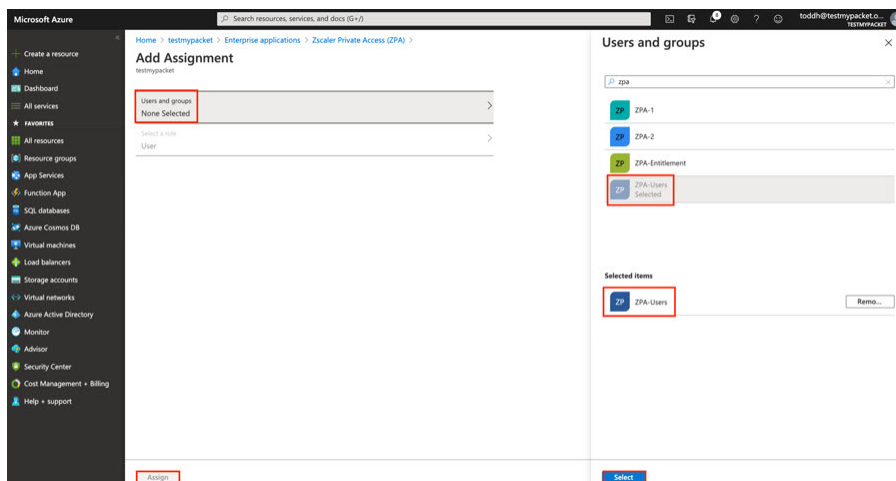 Microsoft Azure
Search resources, services, and docs (G+/)
toddh@testmypacket.o...
TESTMYPACKET
Create a resource
Home
Dashboard
All services
FAVORITES
All resources
Resource groups
App Services
Function App
SQL databases
Azure Cosmos DB
Virtual machines
Load balancers
Storage accounts
Virtual networks
Azure Active Directory
Monitor
Advisor
Security Center
Cost Management + Billing
Help + support
Home > testmypacket > Enterprise applications > Zscaler Private Access (ZPA) >
Add Assignment
testmypacket
Users and groups
None Selected
Select a role
User
Assign
Users and groups
zpa
ZP ZPA-1
ZP ZPA-2
ZP ZPA-Entitlement
ZP ZPA-Users
Selected
Selected items
ZP ZPA-Users
Remo...
Select